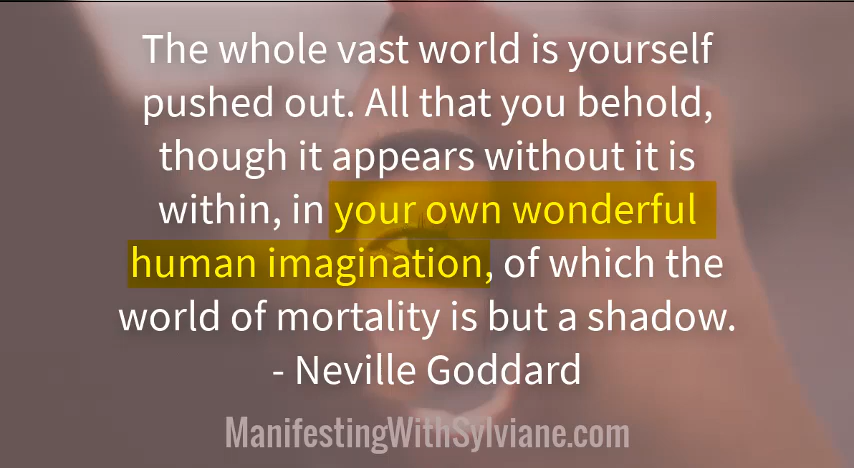 The whole vast world is yourself
pushed out. All that you behold,
though it appears without it is
within, in your own wonderful
human imagination, of which the
world of mortality is but a shadow.
- Neville Goddard
ManifestingWithSylviane.com